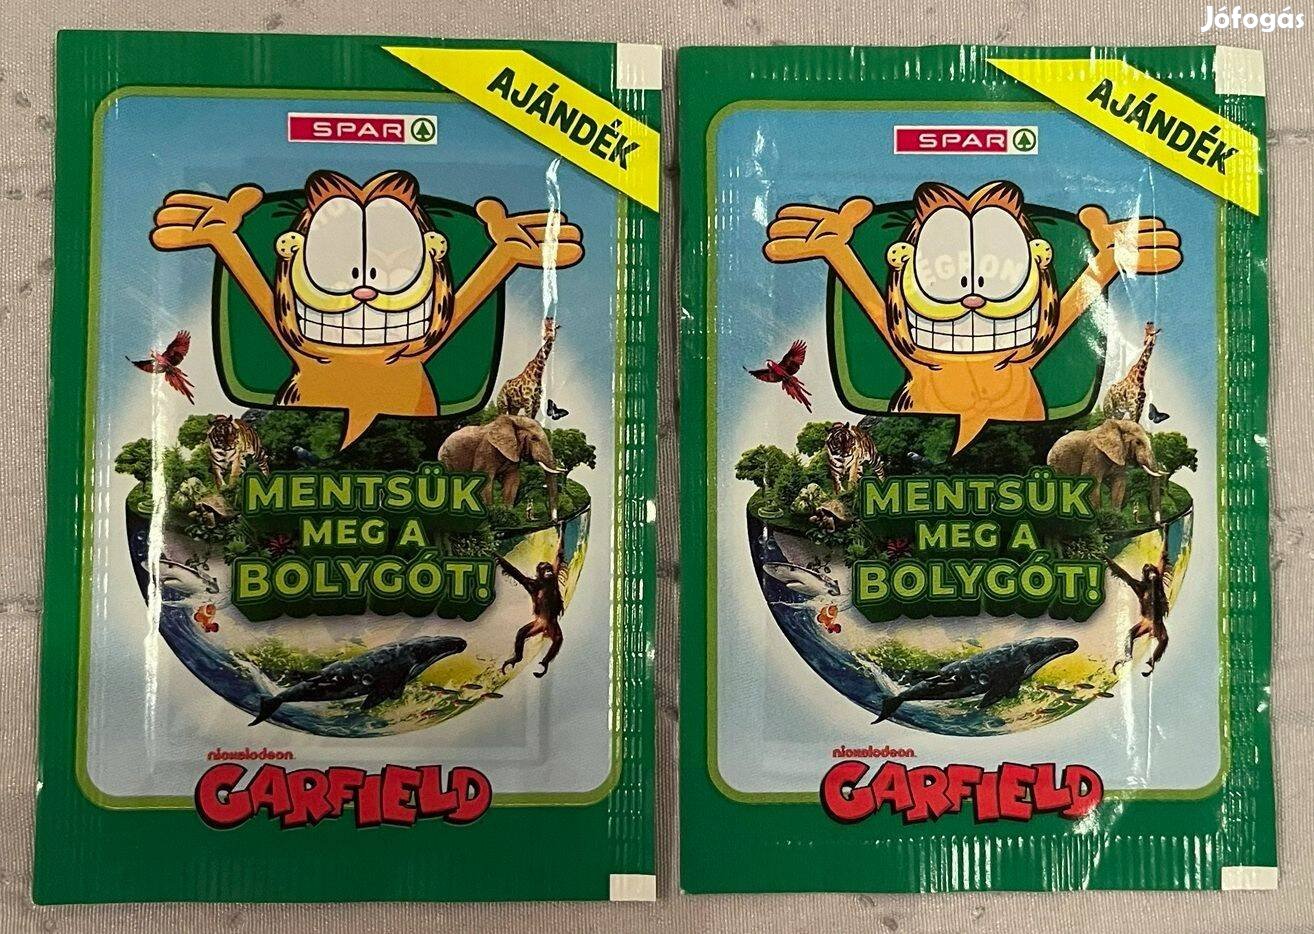 Jófogás
AJÁNDÉK
SPAR
MENTSÜK
MEG A
BOLYGÓT!
nickelodeon
GARFIELD
AJÁNDÉK
SPAR
MENTSÜK
MEG A
BOLYGÓT!
nickelodeon
GARFIELD